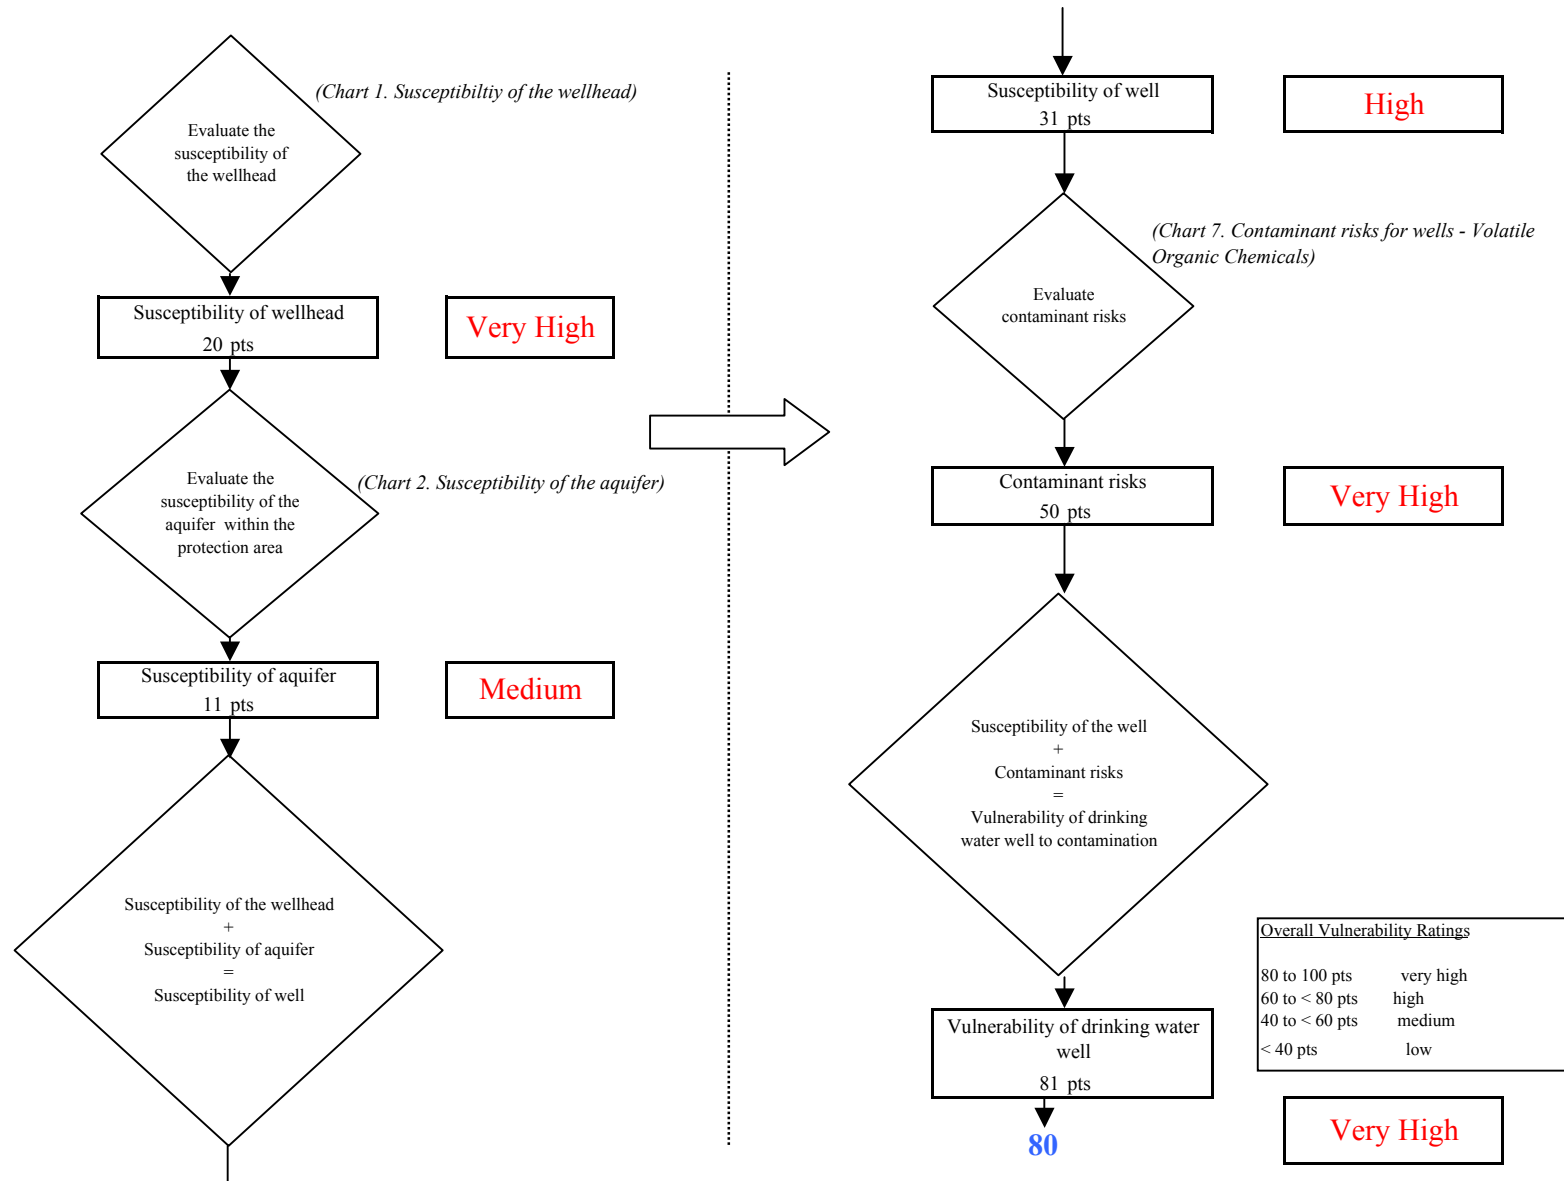 (Chart 1. Susceptibiltiy of the wellhead)
Evaluate the
susceptibility of
the wellhead
Susceptibility of wellhead
20 pts
Very High
Evaluate the
susceptibility of the
aquifer within the
protection area
(Chart 2. Susceptibility of the aquifer)
Susceptibility of aquifer
11 pts
Medium
Susceptibility of the wellhead
+
Susceptibility of aquifer
=
Susceptibility of well
Susceptibility of well
31 pts
High
(Chart 7. Contaminant risks for wells - Volatile
Organic Chemicals)
Evaluate
contaminant risks
Contaminant risks
50 pts
Very High
Susceptibility of the well
+
Contaminant risks
=
Vulnerability of drinking
water well to contamination
Overall Vulnerability Ratings
80 to 100 pts very high
60 to < 80 pts high
40 to < 60 pts medium
< 40 pts low
Vulnerability of drinking water
well
81 pts
80
Very High